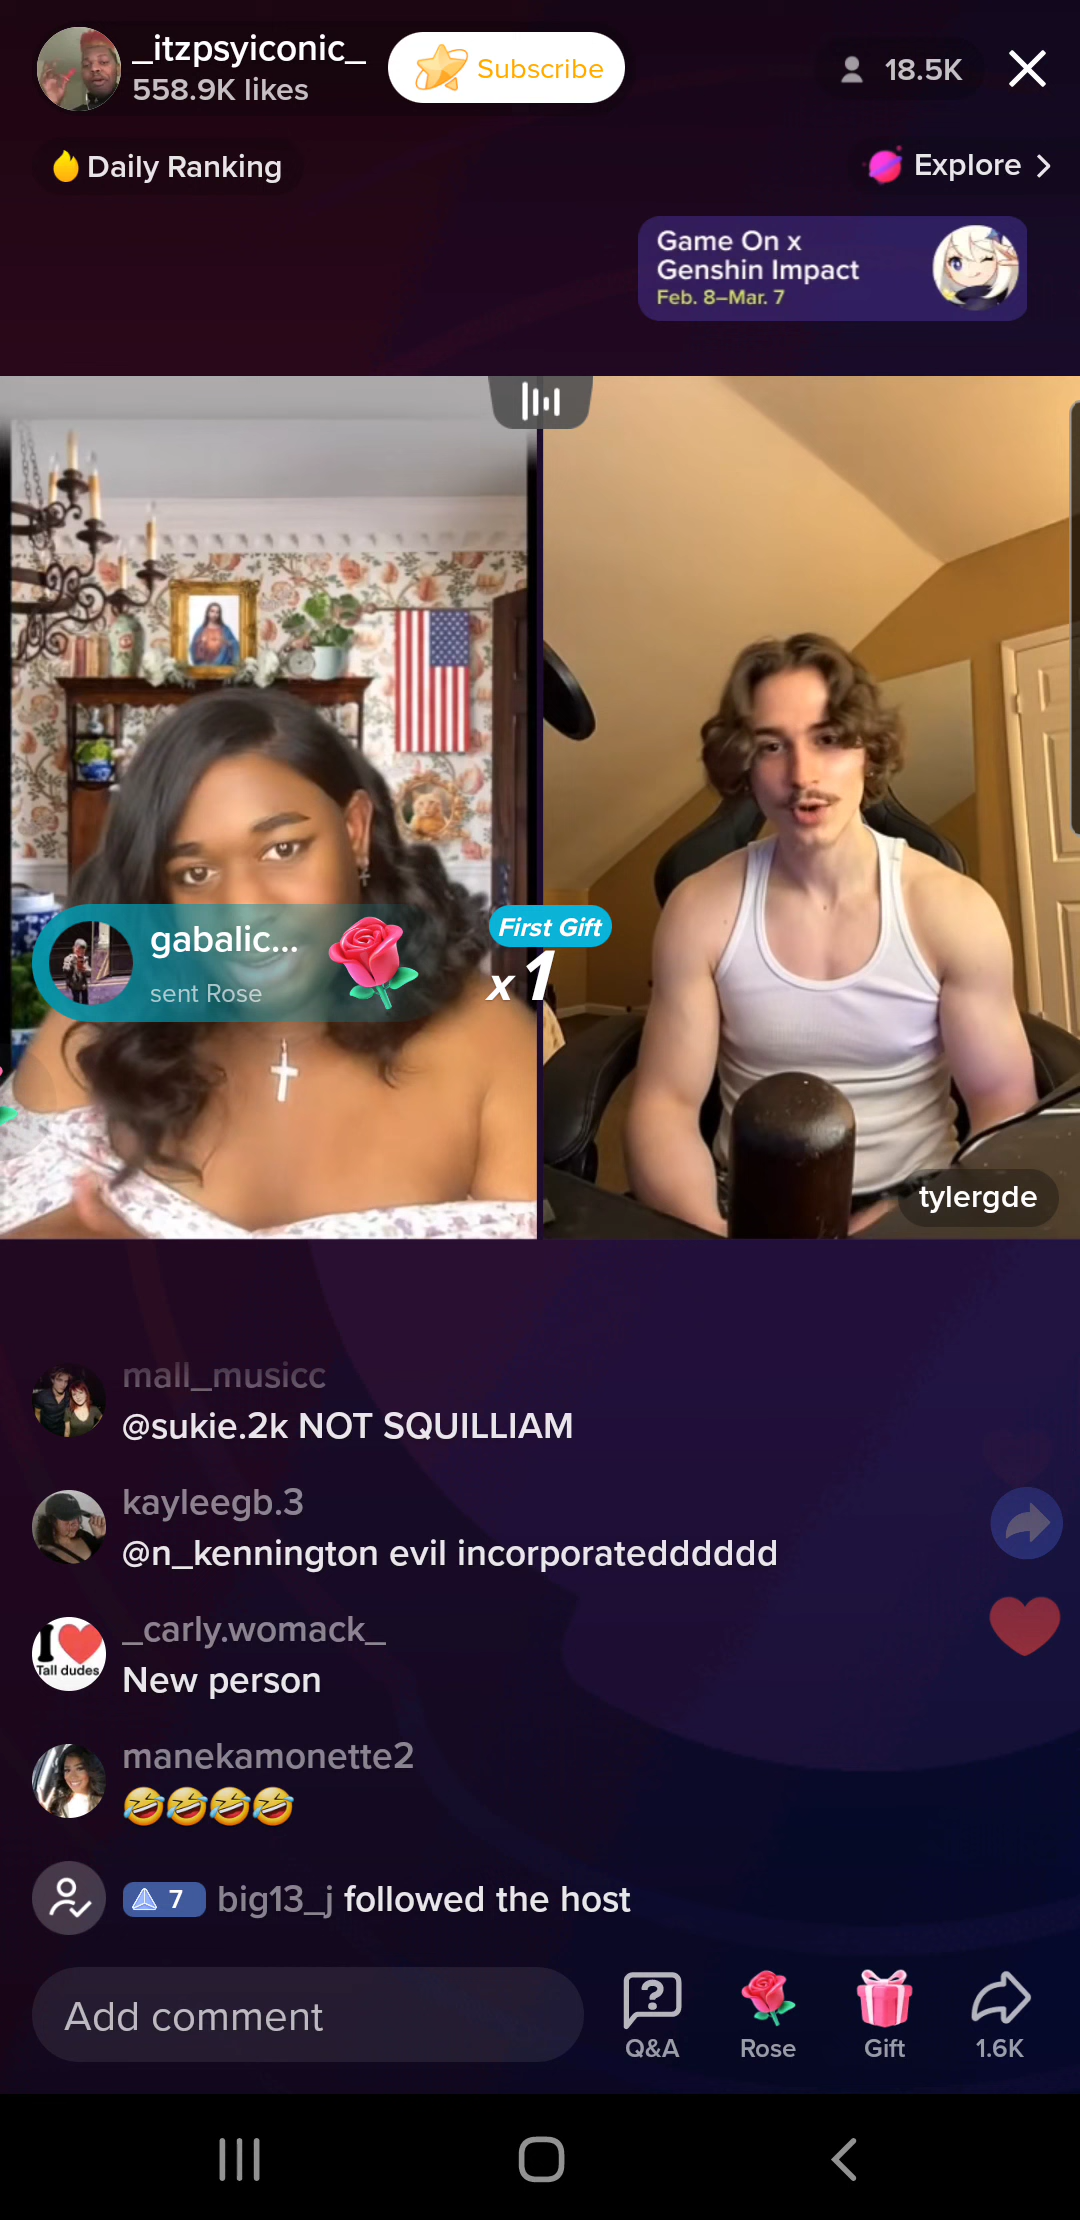 _itzpsyiconic_
558.9K likes
Subscribe
18.5K
Daily Ranking
Explore
Game On x
Genshin Impact
Feb. 8–Mar. 7
gabalic...
sent Rose
First Gift
x 1
tylergde
mall_musicc
@sukie.2k NOT SQUILLIAM
kayleegb.3
@n_kennington evil incorporatedddddd
_carly.womack_
New person
I
Tall dudes
manekamonette2
🤣🤣🤣🤣
7 big13_j followed the host
Add comment
Q&A
Rose
Gift
1.6K